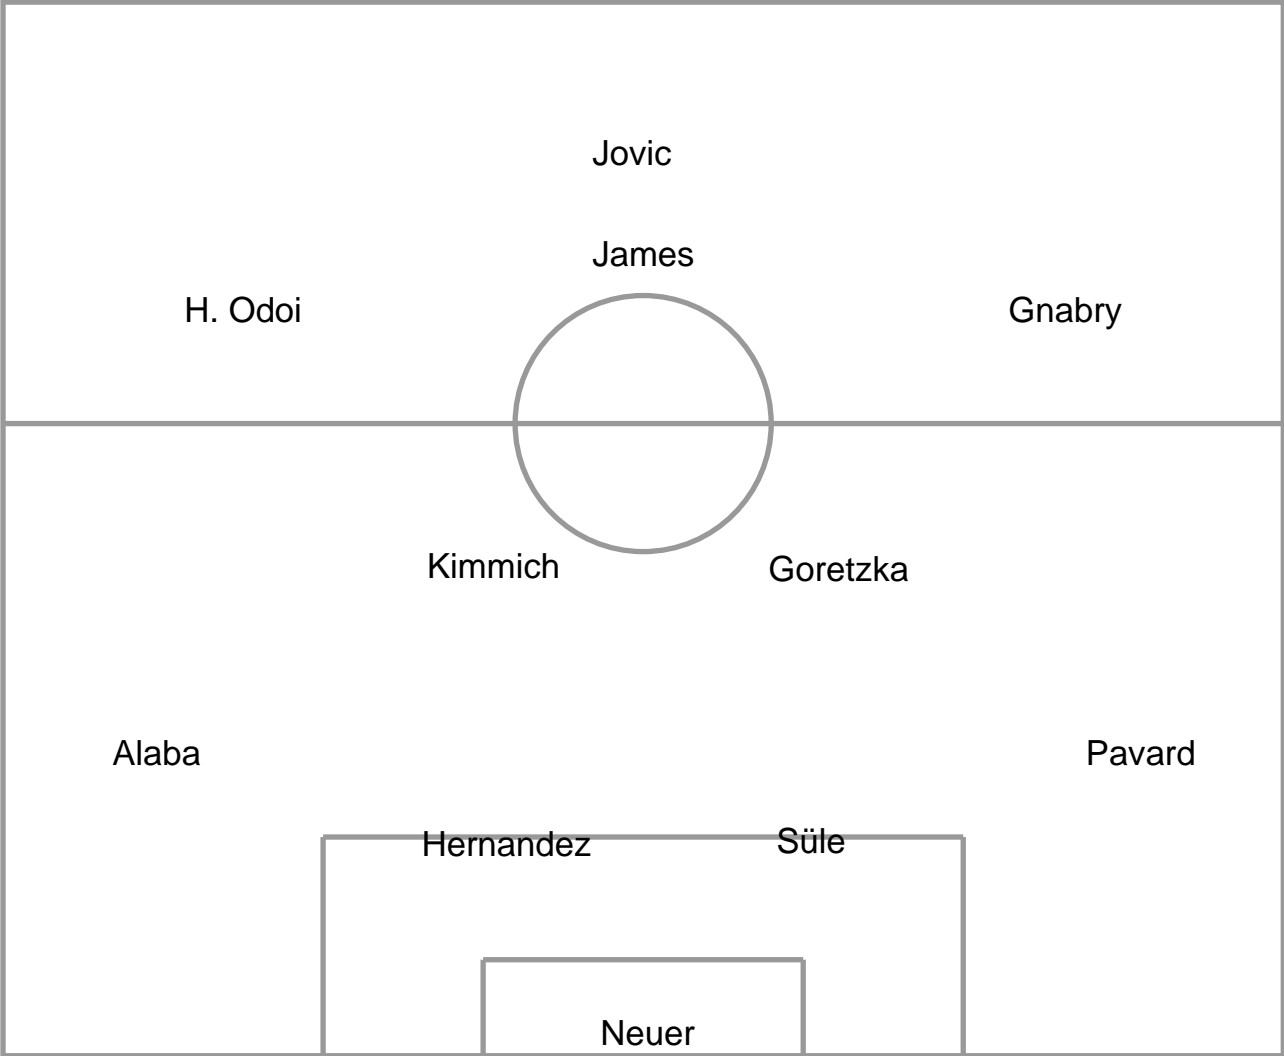 Jovic
James
H. Odoi
Gnabry
Kimmich
Goretzka
Alaba
Pavard
Hernandez
Süle
Neuer